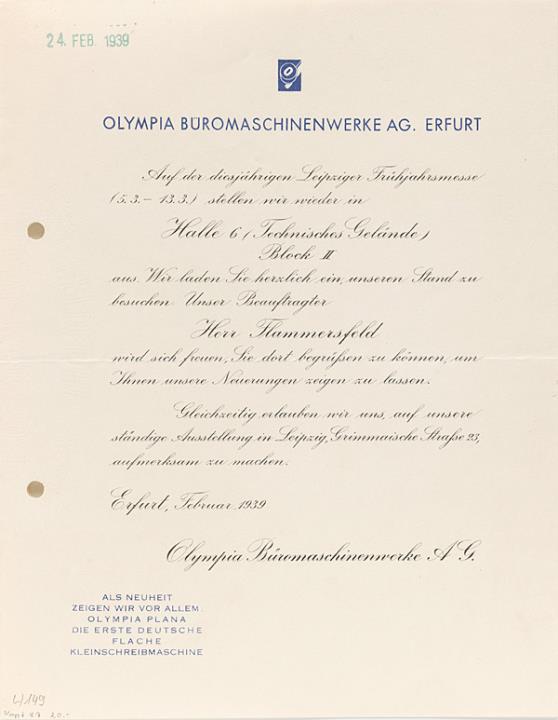 24. FEB. 1939
OLYMPIA BÜROMASCHINENWERKE AG. ERFURT
Auf der diesjährigen Leipziger Frühjahrsmesse
(5.3. – 13.3.) stellen wir wieder in
Halle 6 (Technisches Gelände)
Block II
aus. Wir laden Sie herzlich ein, unseren Stand zu
besuchen. Unser Beauftragter
Herr Flammersfeld
wird sich freuen, Sie dort begrüßen zu können, um
Ihnen unsere Neuerungen zeigen zu lassen.
Gleichzeitig erlauben wir uns, auf unsere
ständige Ausstellung in Leipzig, Grimmaische Straße 23,
aufmerksam zu machen.
Erfurt, Februar 1939
Olympia Büromaschinenwerke A G.
ALS NEUHEIT
ZEIGEN WIR VOR ALLEM:
OLYMPIA PLANA
DIE ERSTE DEUTSCHE
FLACHE
KLEINSCHREIBMASCHINE
4/149
20.-